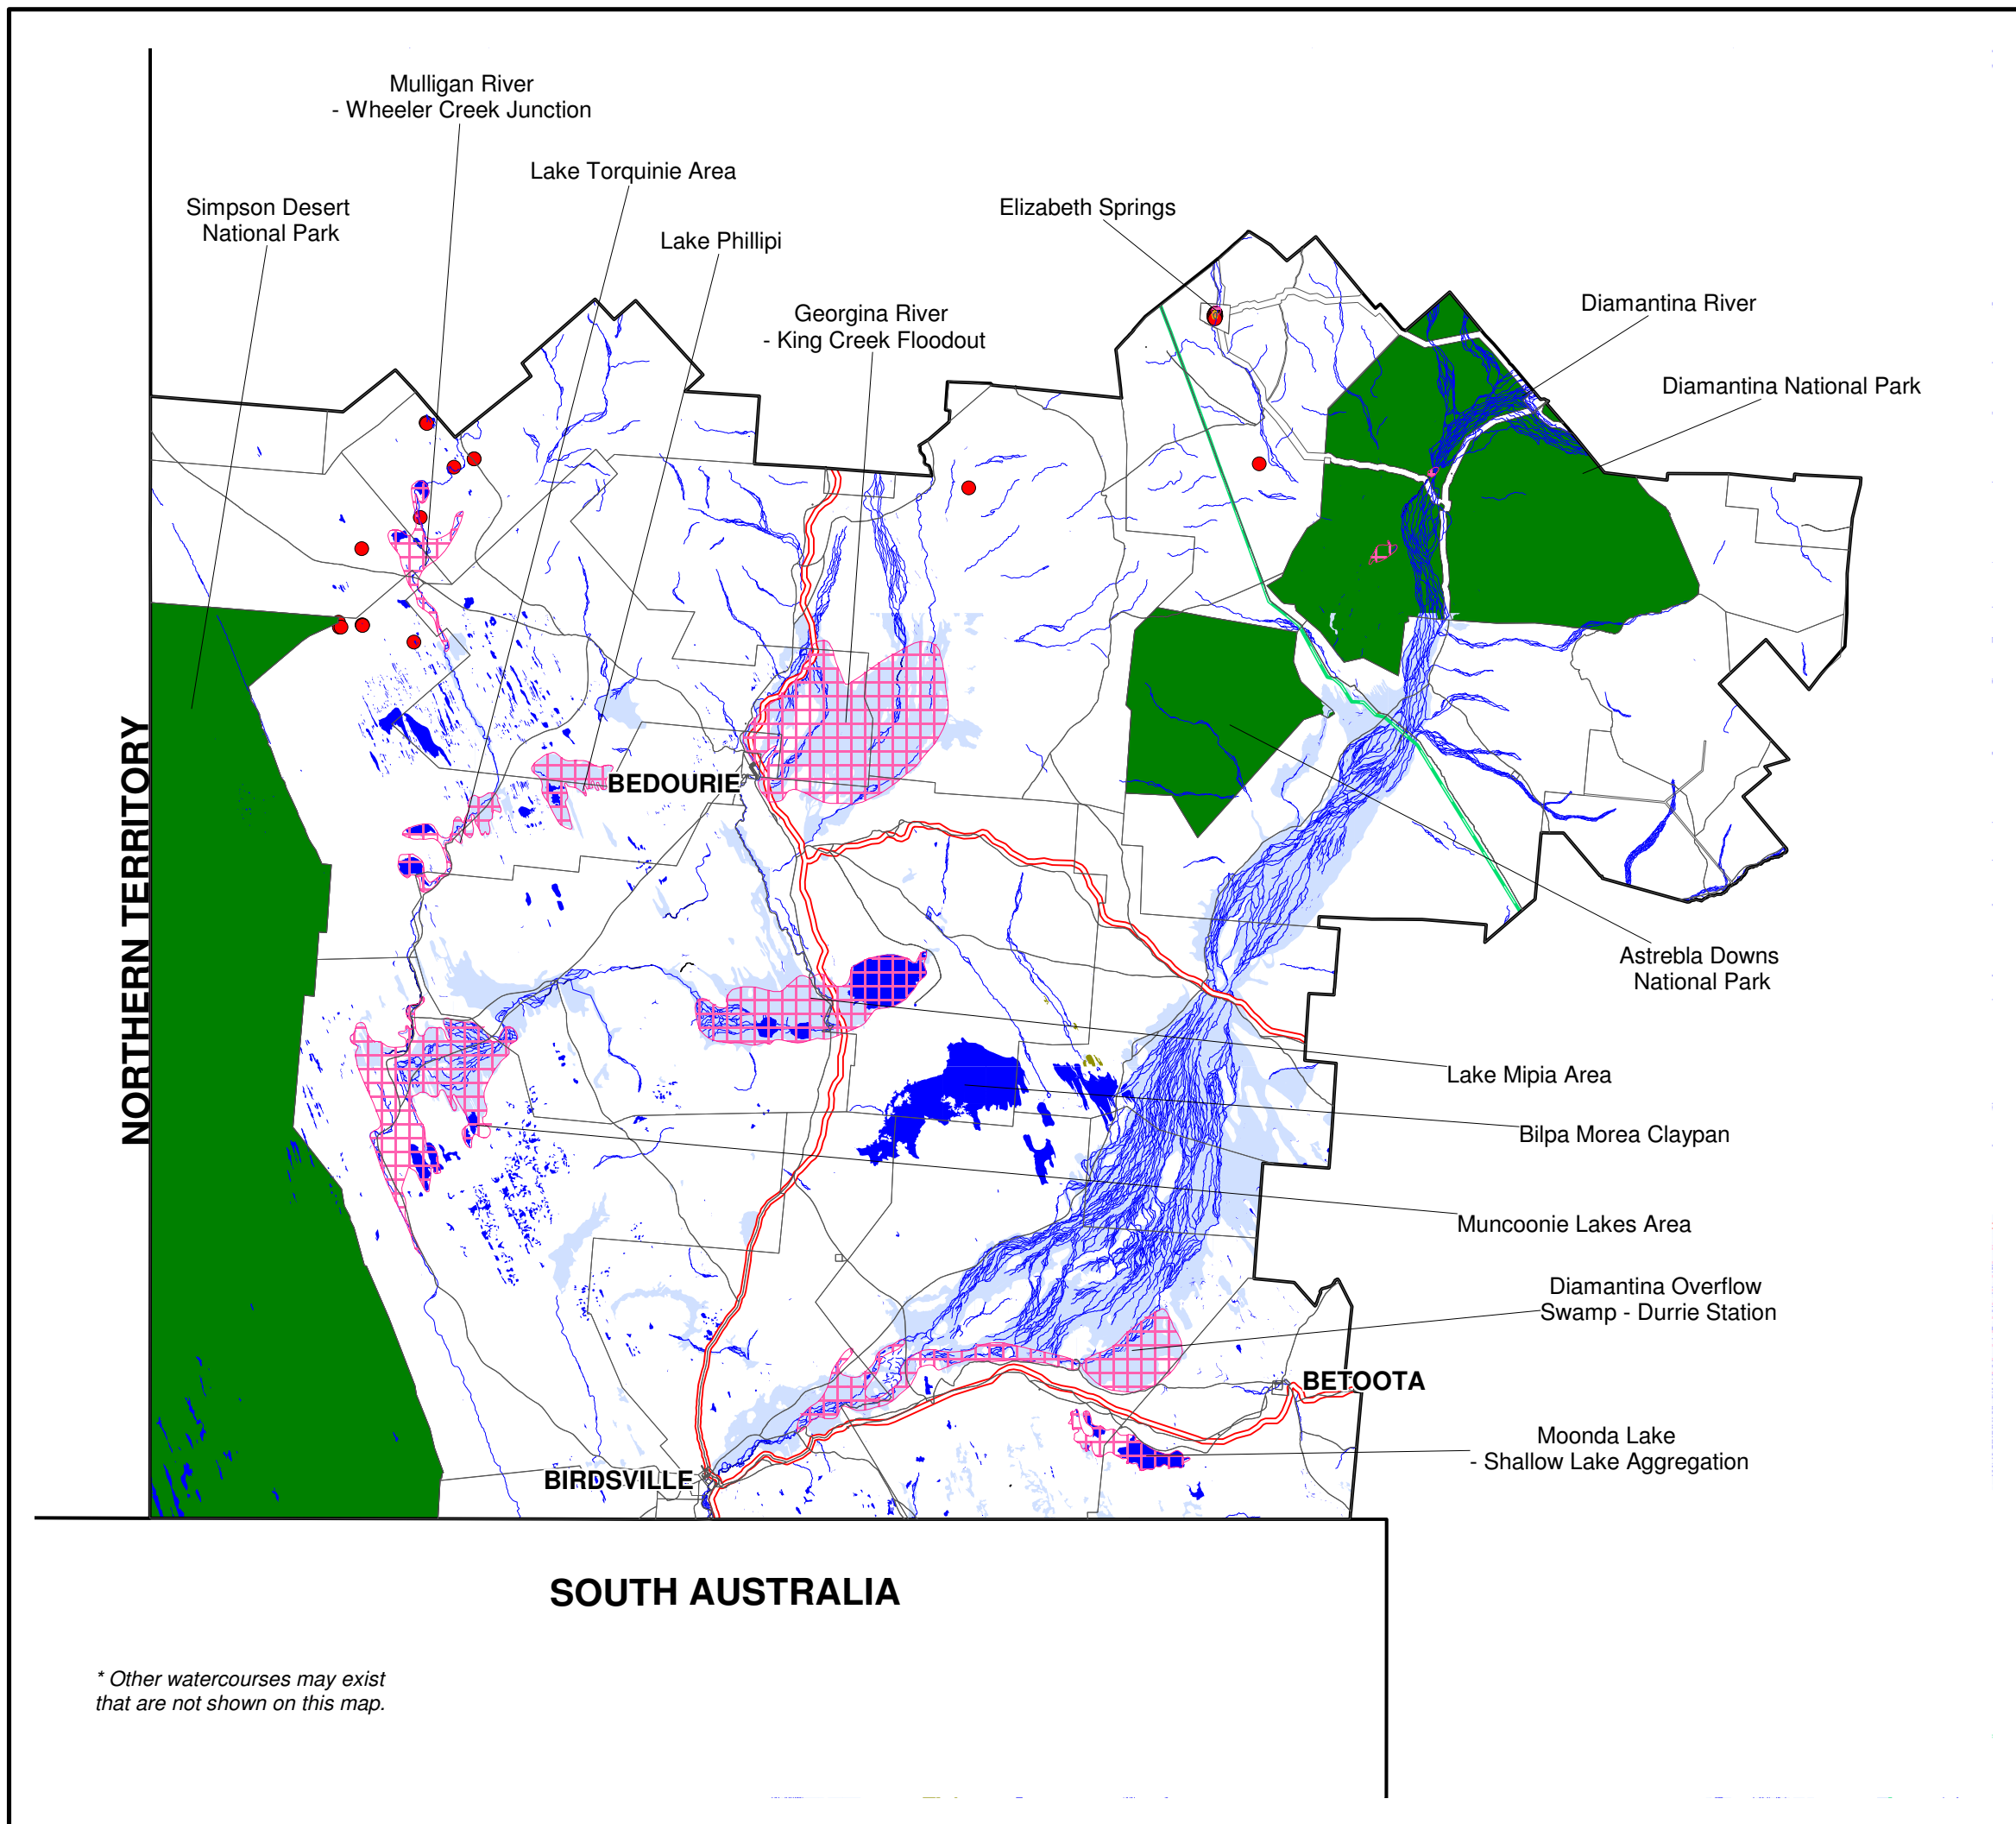 Mulligan River
- Wheeler Creek Junction
Lake Torquinie Area
Simpson Desert
National Park
Elizabeth Springs
Lake Phillipi
Georgina River
- King Creek Floodout
Diamantina River
Diamantina National Park
NORTHERN TERRITORY
BEDOURIE
Astrebla Downs
National Park
Lake Mipia Area
Bilpa Morea Claypan
Muncoonie Lakes Area
Diamantina Overflow
Swamp - Durrie Station
BETOOTA
Moonda Lake
- Shallow Lake Aggregation
BIRDSVILLE
SOUTH AUSTRALIA
* Other watercourses may exist
that are not shown on this map.